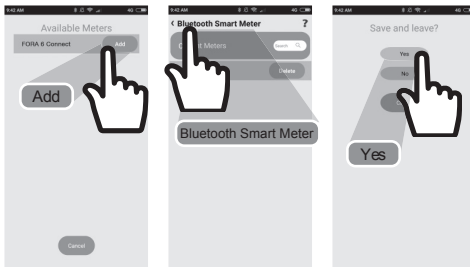 9:42 AM 4G
Available Meters
FORA 6 Connect Add
Add
Cancel
9:42 AM 4G
‹ Bluetooth Smart Meter ?
Meters Search
Delete
Bluetooth Smart Meter
9:43 AM 4G
Save and leave?
Yes
No
Yes